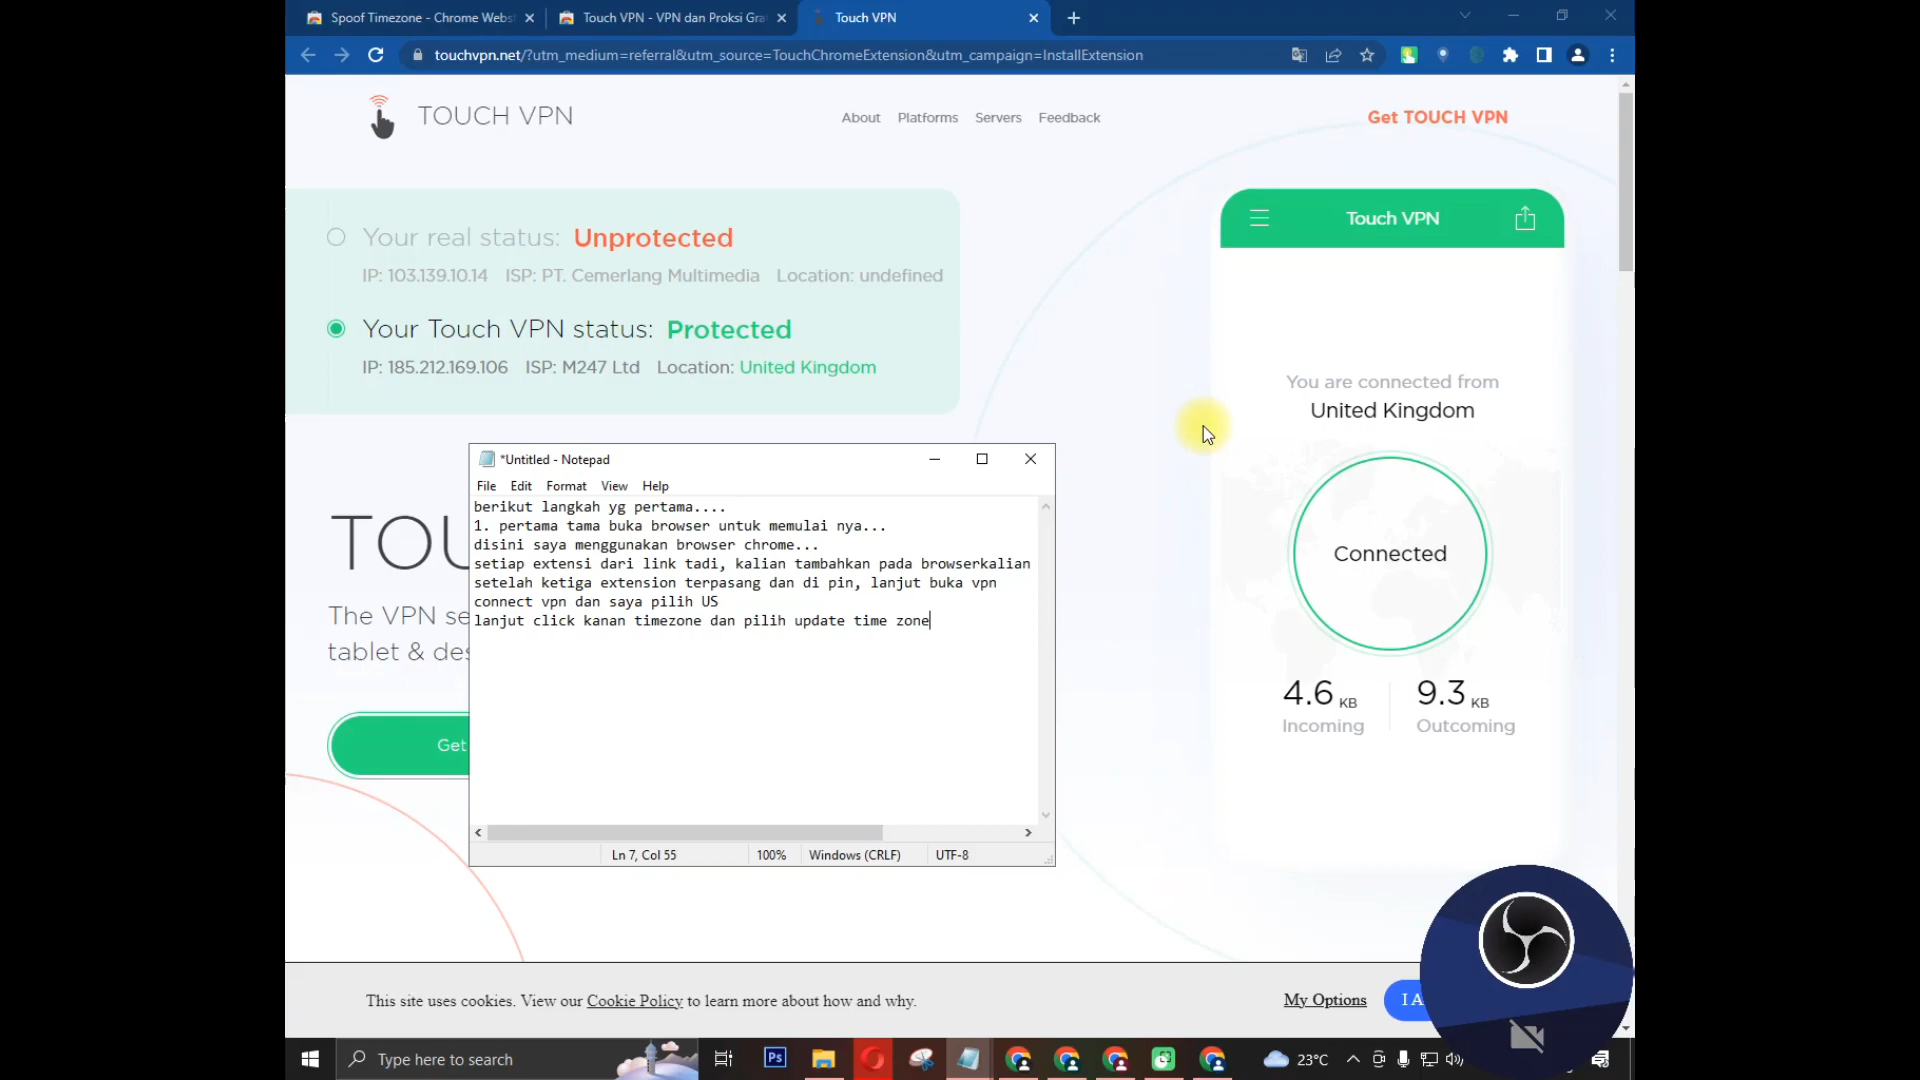 Spoof Timezone - Chrome Webs
Touch VPN - VPN dan Proksi Gra
Touch VPN
touchvpn.net/?utm_medium=referral&utm_source=TouchChromeExtension&utm_campaign=InstallExtension
TOUCH VPN
About Platforms Servers Feedback
Get TOUCH VPN
Your real status: Unprotected
IP: 103.139.10.14 ISP: PT. Cemerlang Multimedia Location: undefined
Your Touch VPN status: Protected
IP: 185.212.169.106 ISP: M247 Ltd Location: United Kingdom
Touch VPN
You are connected from
United Kingdom
Connected
4.6 KB 9.3 KB
Incoming Outcoming
*Untitled - Notepad
File Edit Format View Help
berikut langkah yg pertama....
1. pertama tama buka browser untuk memulai nya...
disini saya menggunakan browser chrome...
setiap extensi dari link tadi, kalian tambahkan pada browserkalian
setelah ketiga extension terpasang dan di pin, lanjut buka vpn
connect vpn dan saya pilih US
lanjut click kanan timezone dan pilih update time zone
Ln 7, Col 55 100% Windows (CRLF) UTF-8
TOU
The VPN se
tablet & des
Get
This site uses cookies. View our Cookie Policy to learn more about how and why.
My Options
I A
Type here to search
Ps
23°C